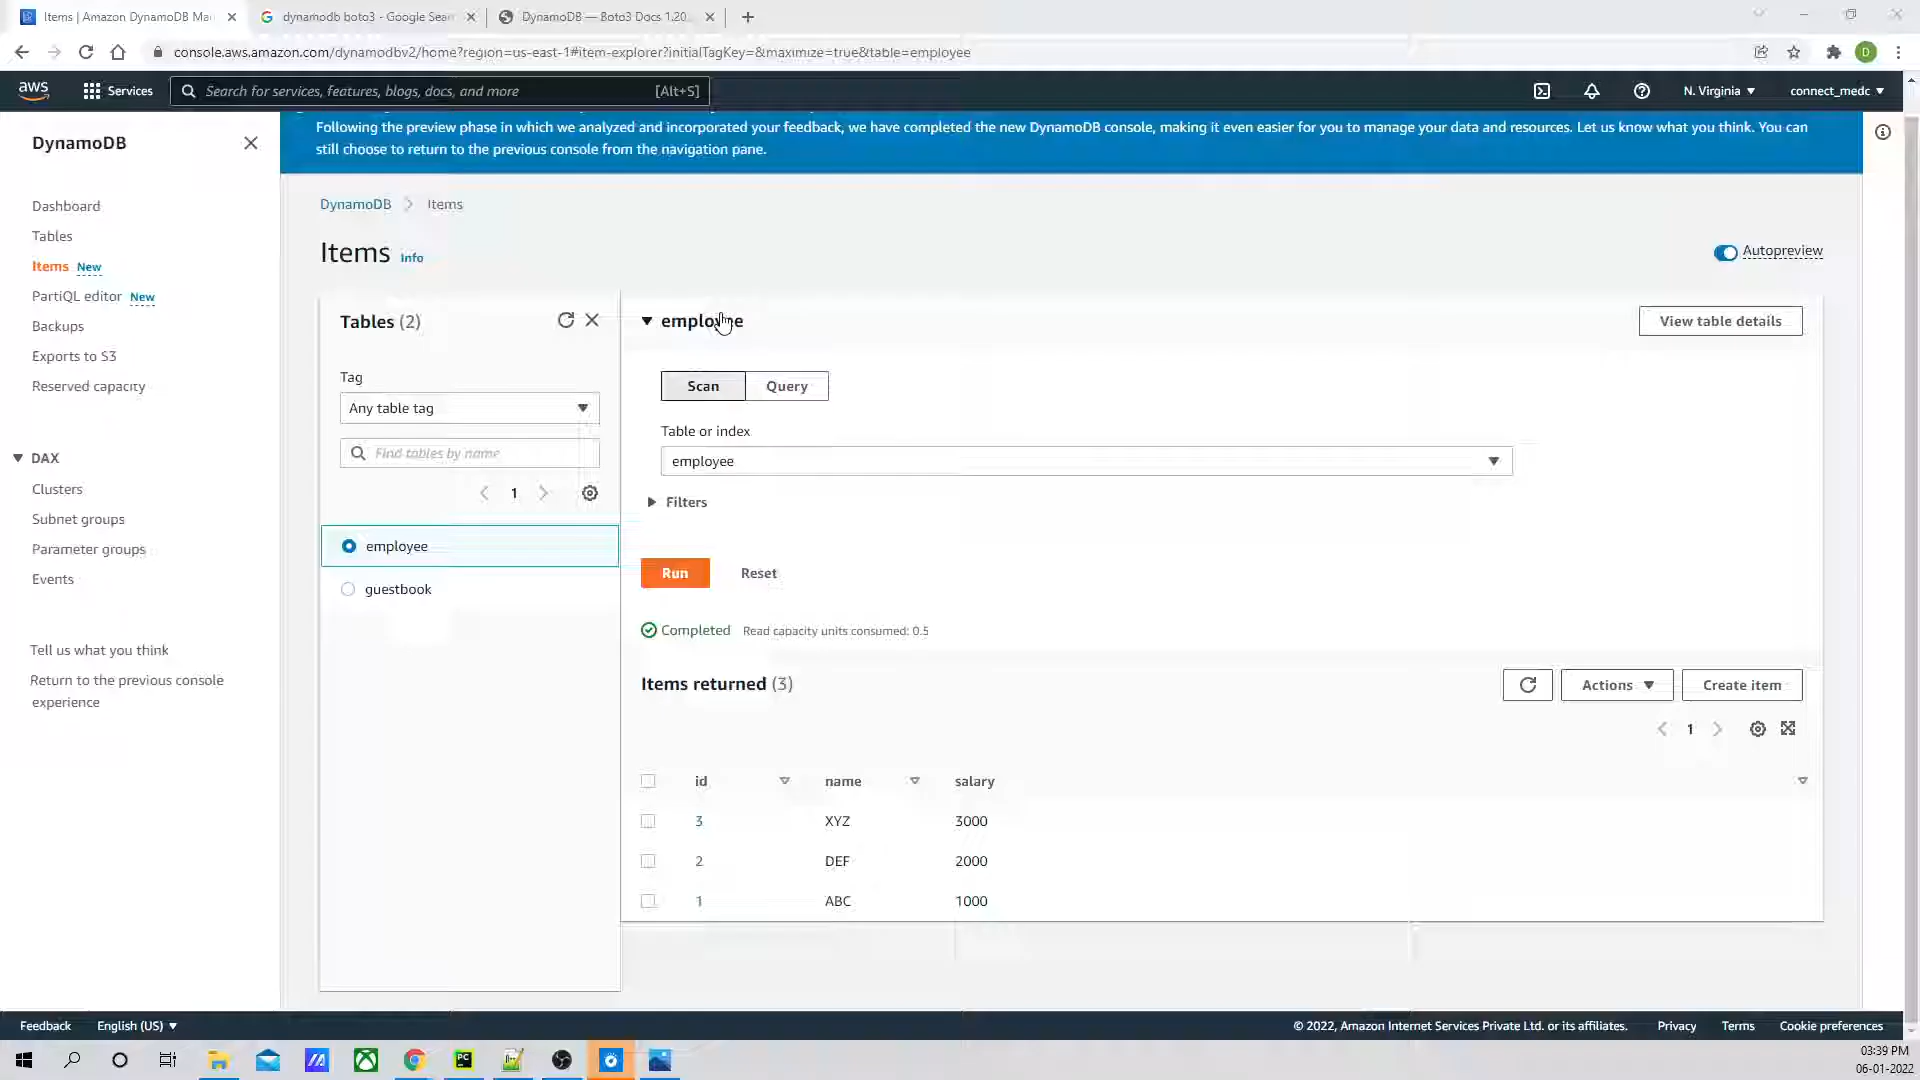 Items | Amazon DynamoDB Ma
dynamodb boto3 - Google Sear
DynamoDB — Boto3 Docs 1.20.
console.aws.amazon.com/dynamodbv2/home?region=us-east-1#item-explorer?initialTagKey=&maximize=true&table=employee
D
aws
Services
Search for services, features, blogs, docs, and more
[Alt+S]
N. Virginia
connect_medc
DynamoDB
Following the preview phase in which we analyzed and incorporated your feedback, we have completed the new DynamoDB console, making it even easier for you to manage your data and resources. Let us know what you think. You can
still choose to return to the previous console from the navigation pane.
Dashboard
Tables
Items New
PartiQL editor New
Backups
Exports to S3
Reserved capacity
DAX
Clusters
Subnet groups
Parameter groups
Events
Tell us what you think
Return to the previous console
experience
DynamoDB > Items
Items Info
Autopreview
Tables (2)
Tag
Any table tag
Find tables by name
1
employee
guestbook
employee
View table details
Scan
Query
Table or index
employee
Filters
Run
Reset
Completed
Read capacity units consumed: 0.5
Items returned (3)
Actions
Create item
1
id name salary
3 XYZ 3000
2 DEF 2000
1 ABC 1000
Feedback
English (US)
© 2022, Amazon Internet Services Private Ltd. or its affiliates.
Privacy
Terms
Cookie preferences
PC
03:39 PM
06-01-2022